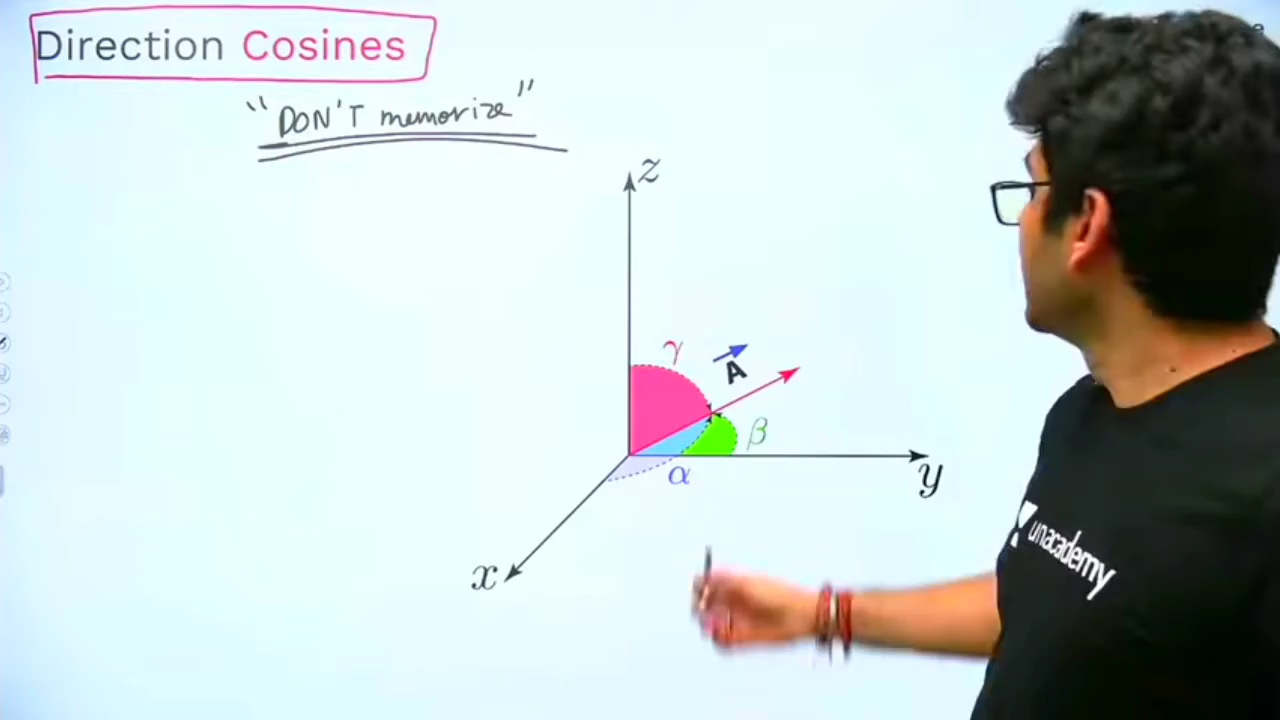 Direction Cosines
"DON'T memorize"
z
γ
A
β
α
y
x
unacademy